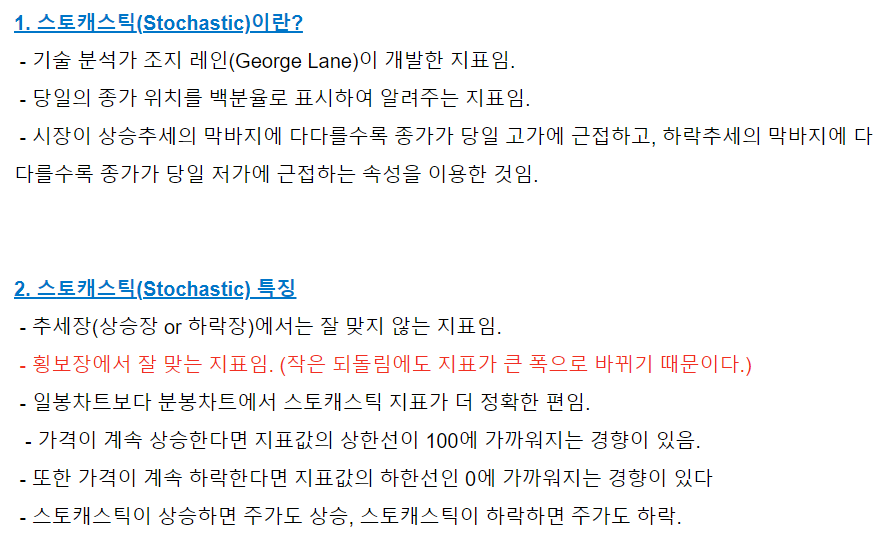 1. 스토캐스틱(Stochastic)이란?
- 기술 분석가 조지 레인(George Lane)이 개발한 지표임.
- 당일의 종가 위치를 백분율로 표시하여 알려주는 지표임.
- 시장이 상승추세의 막바지에 다다를수록 종가가 당일 고가에 근접하고, 하락추세의 막바지에 다
다를수록 종가가 당일 저가에 근접하는 속성을 이용한 것임.
2. 스토캐스틱(Stochastic) 특징
- 추세장(상승장 or 하락장)에서는 잘 맞지 않는 지표임.
- 횡보장에서 잘 맞는 지표임. (작은 되돌림에도 지표가 큰 폭으로 바뀌기 때문이다.)
- 일봉차트보다 분봉차트에서 스토캐스틱 지표가 더 정확한 편임.
- 가격이 계속 상승한다면 지표값의 상한선이 100에 가까워지는 경향이 있음.
- 또한 가격이 계속 하락한다면 지표값의 하한선인 0에 가까워지는 경향이 있다
- 스토캐스틱이 상승하면 주가도 상승, 스토캐스틱이 하락하면 주가도 하락.